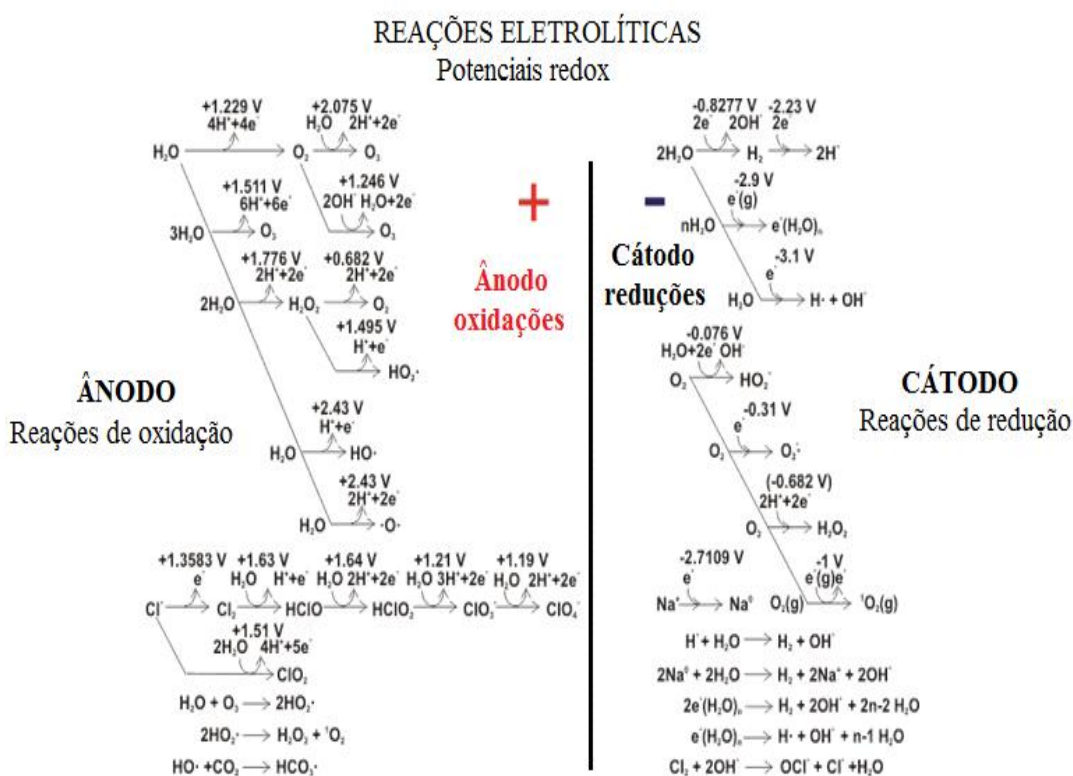 REAÇÕES ELETROLÍTICAS
Potenciais redox
+1.229 V +2.075 V
4H⁺+4e⁻ H₂O 2H⁺+2e⁻
H₂O → O₂ → O₃
+1.511 V +1.246 V
6H⁺+6e⁻ 2OH⁻ H₂O+2e⁻
3H₂O → O₃ → O₃
+1.776 V +0.682 V
2H⁺+2e⁻ 2H⁺+2e⁻
2H₂O → H₂O₂ → O₂
+1.495 V
H⁺+e⁻
HO₂·
+2.43 V
H⁺+e⁻
H₂O → HO·
+2.43 V
2H⁺+2e⁻
H₂O → ·O·
ÂNODO
Reações de oxidação
+
Ânodo
oxidações
+1.3583 V +1.63 V +1.64 V +1.21 V +1.19 V
e⁻ H₂O H⁺+e⁻ H₂O 2H⁺+2e⁻ H₂O 3H⁺+2e⁻ H₂O 2H⁺+2e⁻
Cl⁻ → Cl₂ → HClO → HClO₂ → ClO₃⁻ → ClO₄⁻
+1.51 V
2H₂O 4H⁺+5e⁻
ClO₂
H₂O + O₃ → 2HO₂·
2HO₂· → H₂O₂ + ¹O₂
HO· +CO₂ → HCO₃·
-0.8277 V -2.23 V
2e⁻ 2OH⁻ 2e⁻
2H₂O → H₂ → 2H⁻
-2.9 V
e⁻(g)
nH₂O → e⁻(H₂O)ₙ
-3.1 V
e⁻
H₂O → H· + OH⁻
-
Cátodo
reduções
-0.076 V
H₂O+2e⁻ OH⁻
O₂ → HO₂⁻
-0.31 V
e⁻
O₂ → O₂⁻·
(-0.682 V)
2H⁺+2e⁻
O₂ → H₂O₂
CÁTODO
Reações de redução
-2.7109 V -1 V
e⁻ e⁻(g)e⁻
Na⁺ → Na⁰ O₂(g) → ¹O₂(g)
H⁻ + H₂O → H₂ + OH⁻
2Na⁰ + 2H₂O → H₂ + 2Na⁺ + 2OH⁻
2e⁻(H₂O)ₙ → H₂ + 2OH⁻ + 2n-2 H₂O
e⁻(H₂O)ₙ → H· + OH⁻ + n-1 H₂O
Cl₂ + 2OH⁻ → OCl⁻ + Cl⁻ +H₂O